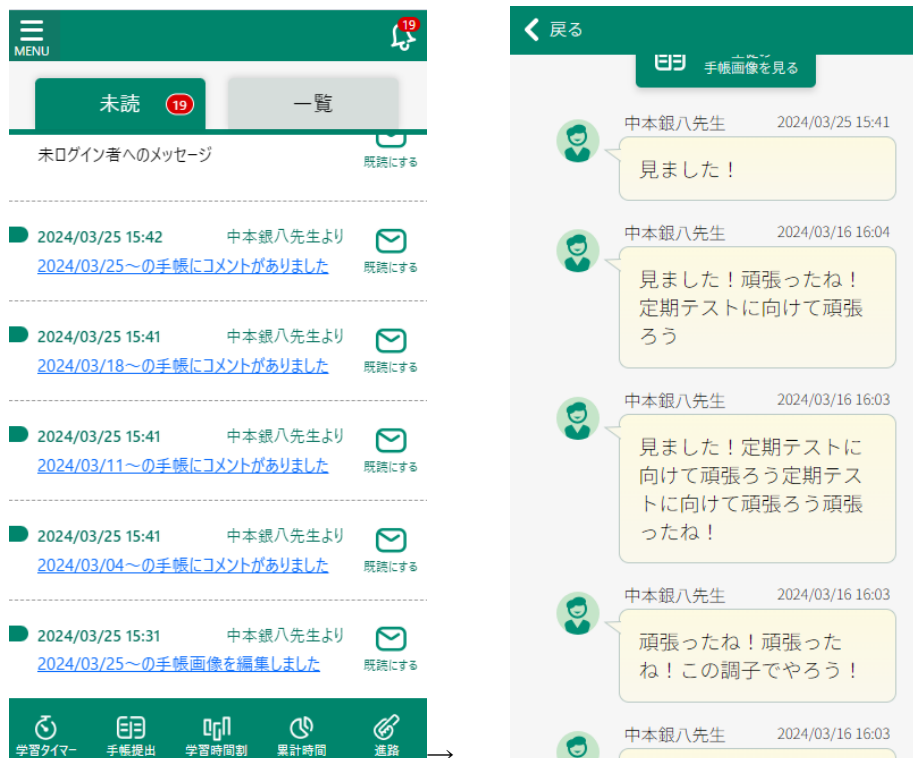 MENU
19
未読 19
一覧
未ログイン者へのメッセージ
既読にする
2024/03/25 15:42 中本銀八先生より
2024/03/25～の手帳にコメントがありました
既読にする
2024/03/25 15:41 中本銀八先生より
2024/03/18～の手帳にコメントがありました
既読にする
2024/03/25 15:41 中本銀八先生より
2024/03/11～の手帳にコメントがありました
既読にする
2024/03/25 15:41 中本銀八先生より
2024/03/04～の手帳にコメントがありました
既読にする
2024/03/25 15:31 中本銀八先生より
2024/03/25～の手帳画像を編集しました
既読にする
学習タイマー 手帳提出 学習時間割 累計時間 進路
→
戻る
手帳画像を見る
中本銀八先生 2024/03/25 15:41
見ました！
中本銀八先生 2024/03/16 16:04
見ました！頑張ったね！
定期テストに向けて頑張
ろう
中本銀八先生 2024/03/16 16:03
見ました！定期テストに
向けて頑張ろう定期テス
トに向けて頑張ろう頑張
ったね！
中本銀八先生 2024/03/16 16:03
頑張ったね！頑張った
ね！この調子でやろう！
中本銀八先生 2024/03/16 16:03